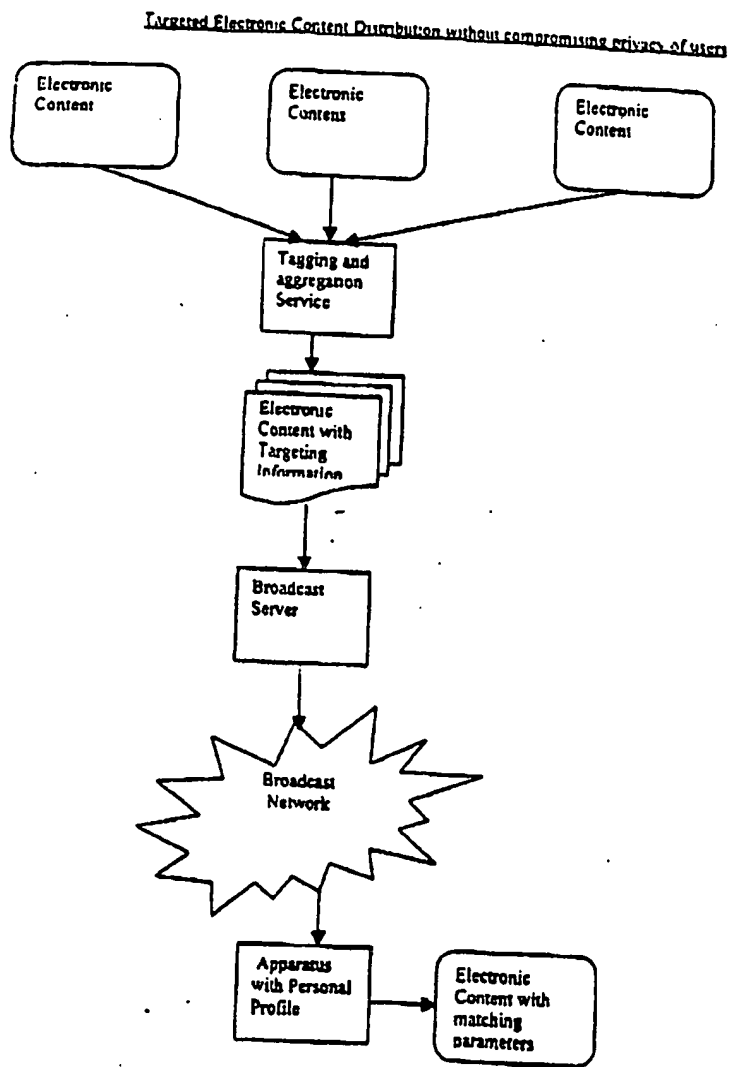 Targeted Electronic Content Distribution without compromising privacy of users
Electronic
Content
Electronic
Content
Electronic
Content
Tagging and
aggregation
Service
Electronic
Content with
Targeting
Information
Broadcast
Server
Broadcast
Network
Apparatus
with Personal
Profile
Electronic
Content with
matching
parameters